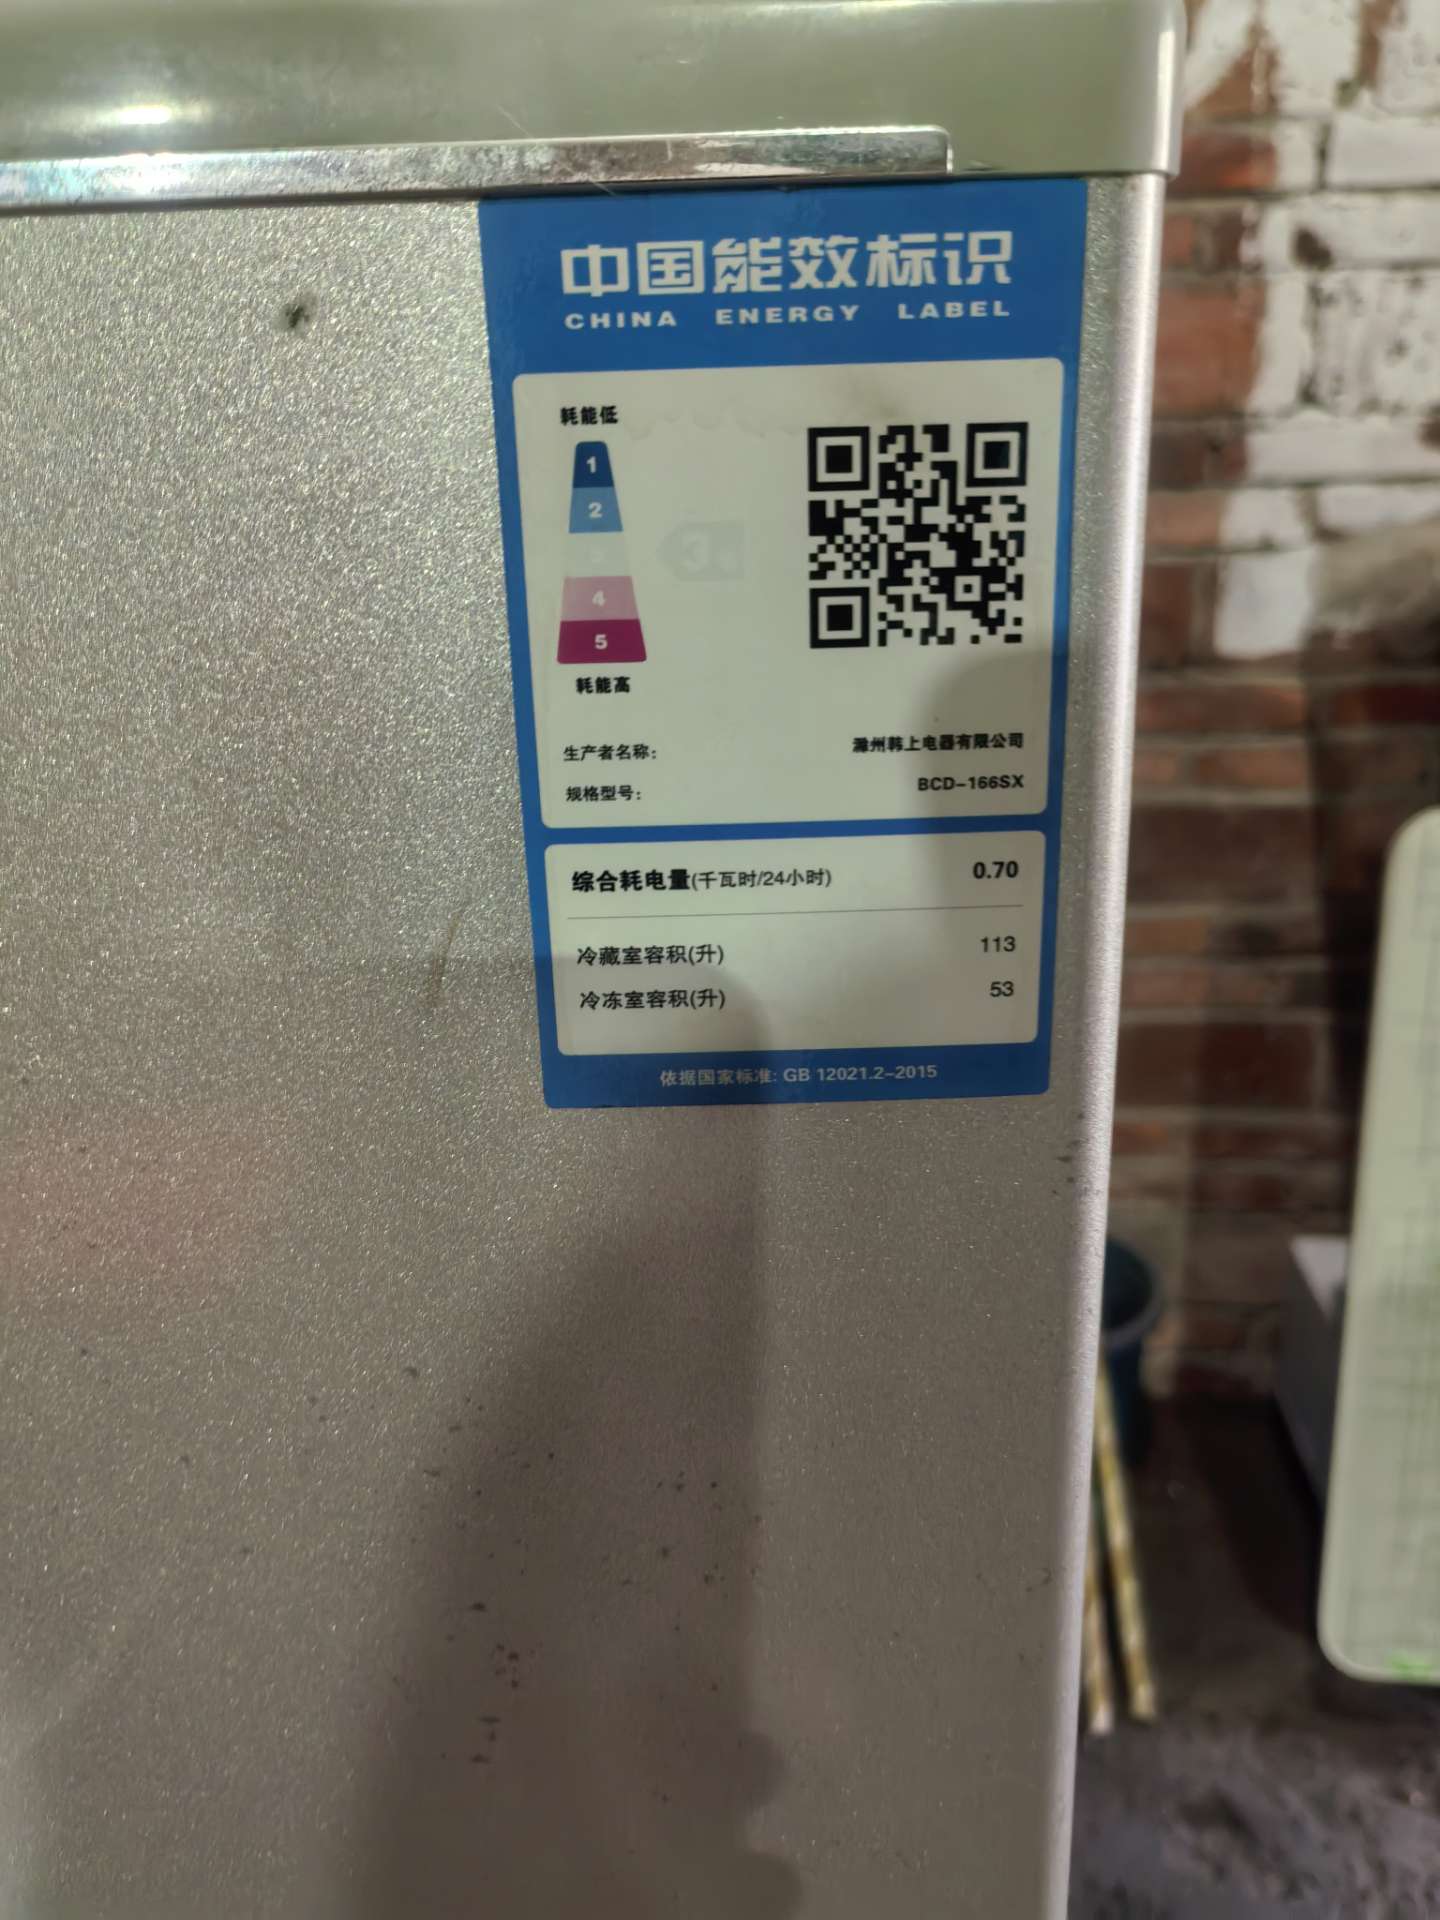 中国能效标识
CHINA ENERGY LABEL
耗能低
1
2
3
3级
4
5
耗能高
生产者名称: 滁州韩上电器有限公司
规格型号: BCD-166SX
综合耗电量(千瓦时/24小时) 0.70
冷藏室容积(升) 113
冷冻室容积(升) 53
依据国家标准: GB 12021.2-2015